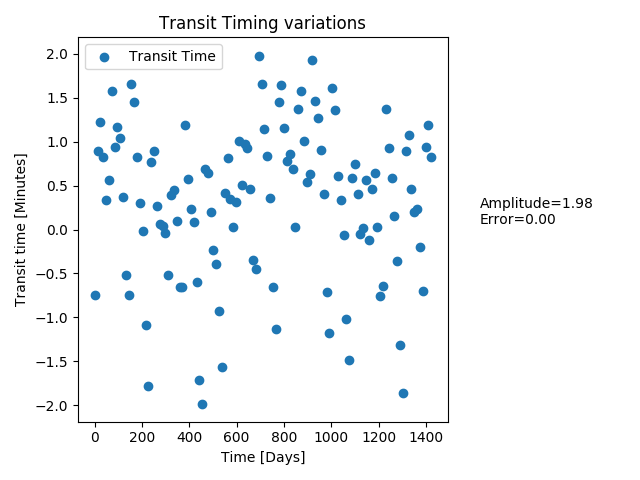 Transit Timing variations
Transit Time
Transit time [Minutes]
2.0
1.5
1.0
0.5
0.0
−0.5
−1.0
−1.5
−2.0
0 200 400 600 800 1000 1200 1400
Time [Days]
Amplitude=1.98
Error=0.00